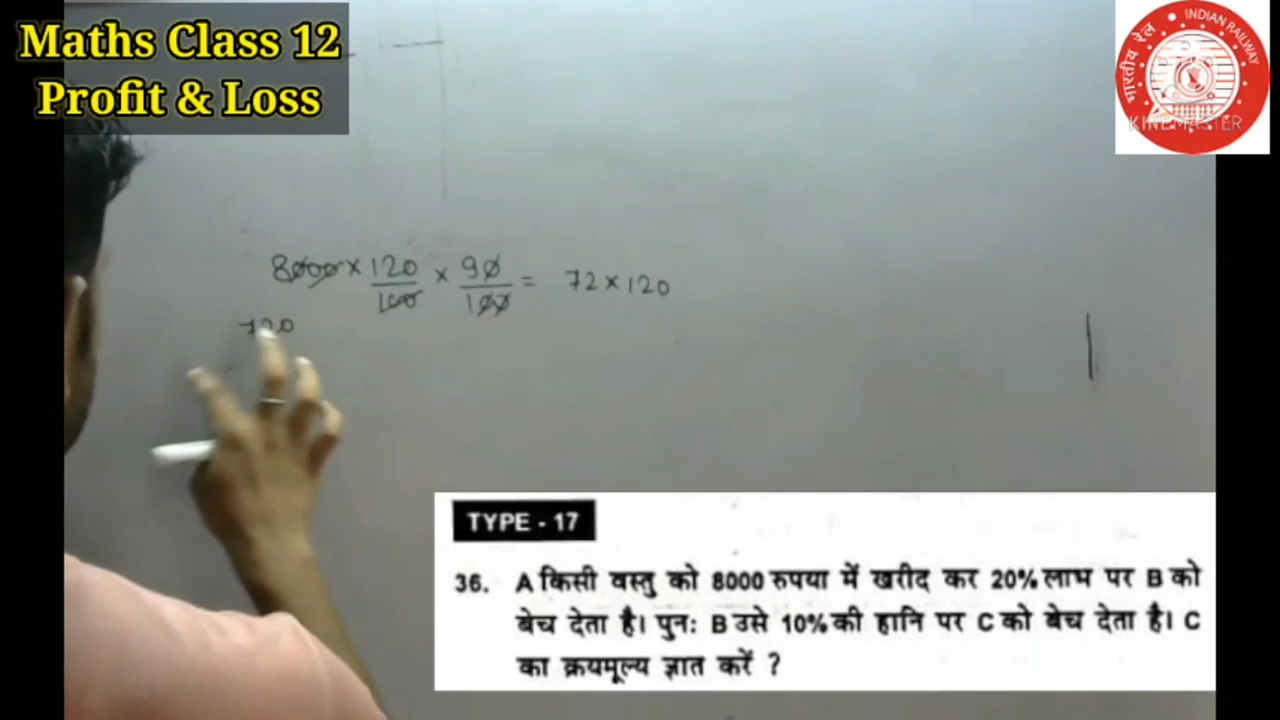 Maths Class 12
Profit & Loss
भारतीय रेल INDIAN RAILWAY
KINEMASTER
8000 × 120/100 × 90/100 = 72 × 120
TYPE - 17
36. A किसी वस्तु को 8000 रुपया में खरीद कर 20% लाभ पर B को
बेच देता है। पुनः B उसे 10% की हानि पर C को बेच देता है। C
का क्रयमूल्य ज्ञात करें ?